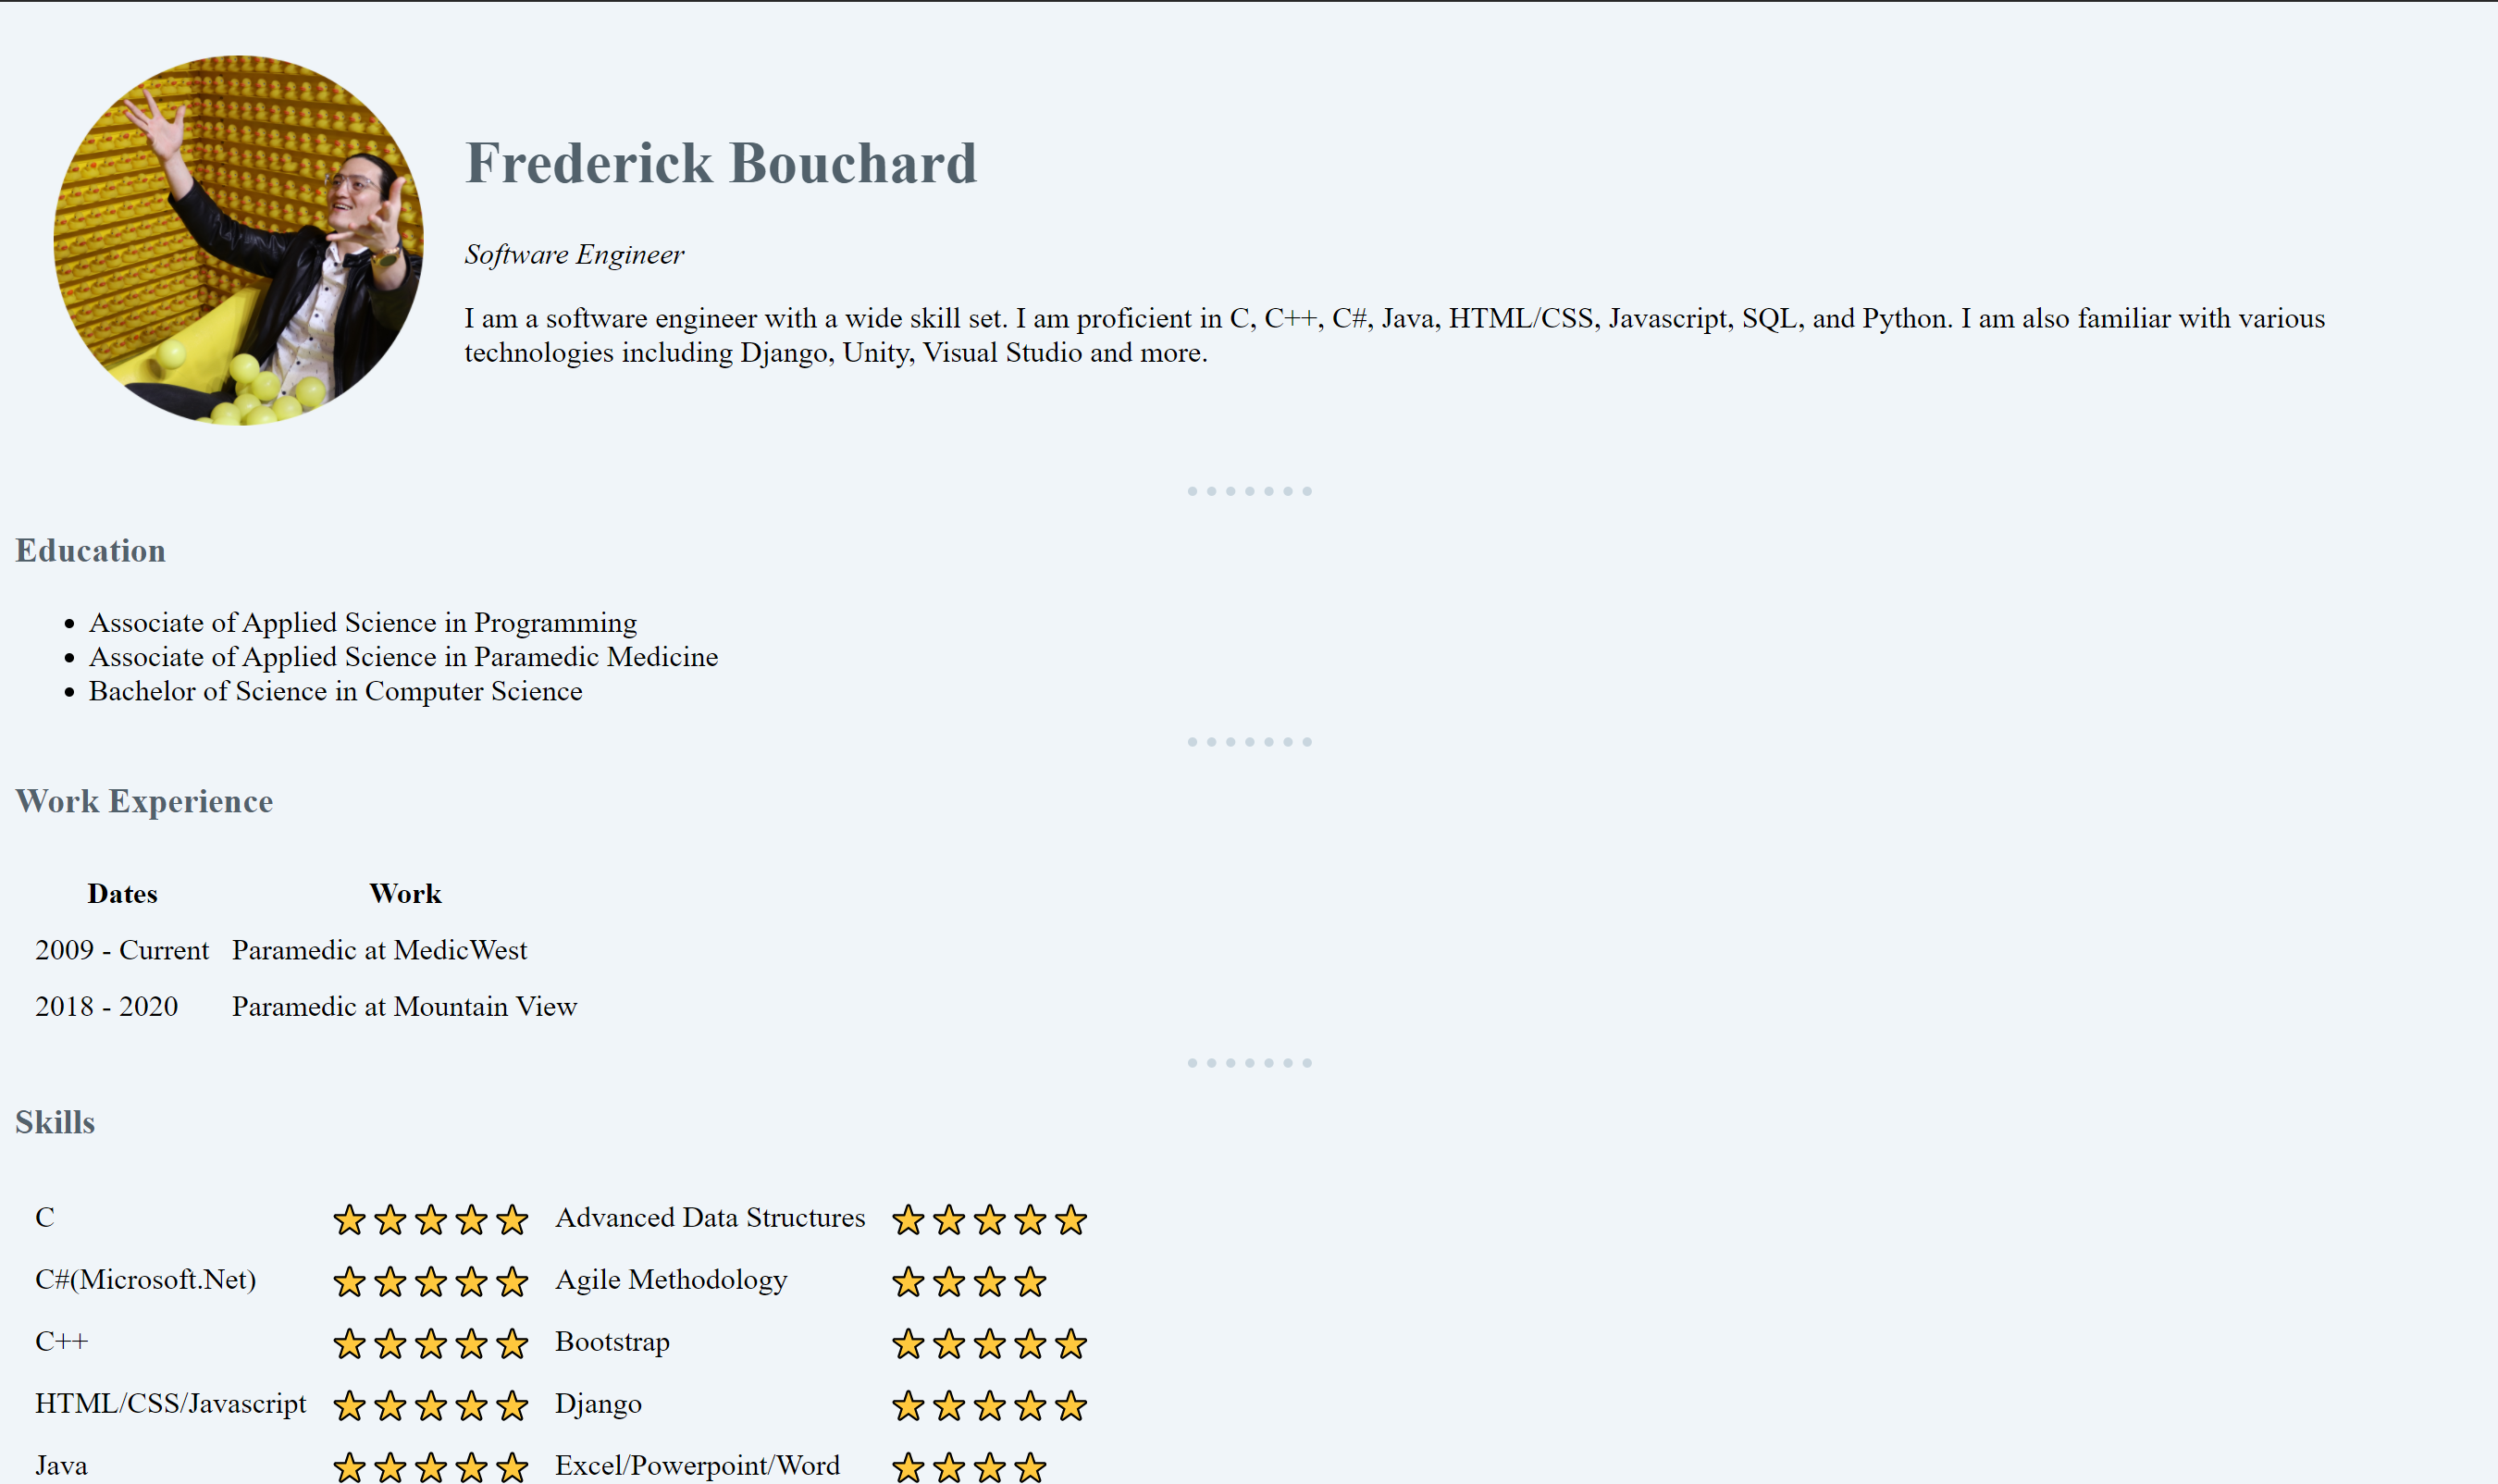 Frederick Bouchard
Software Engineer
I am a software engineer with a wide skill set. I am proficient in C, C++, C#, Java, HTML/CSS, Javascript, SQL, and Python. I am also familiar with various
technologies including Django, Unity, Visual Studio and more.
Education
Associate of Applied Science in Programming
Associate of Applied Science in Paramedic Medicine
Bachelor of Science in Computer Science
Work Experience
Dates Work
2009 - Current Paramedic at MedicWest
2018 - 2020 Paramedic at Mountain View
Skills
C Advanced Data Structures
C#(Microsoft.Net) Agile Methodology
C++ Bootstrap
HTML/CSS/Javascript Django
Java Excel/Powerpoint/Word